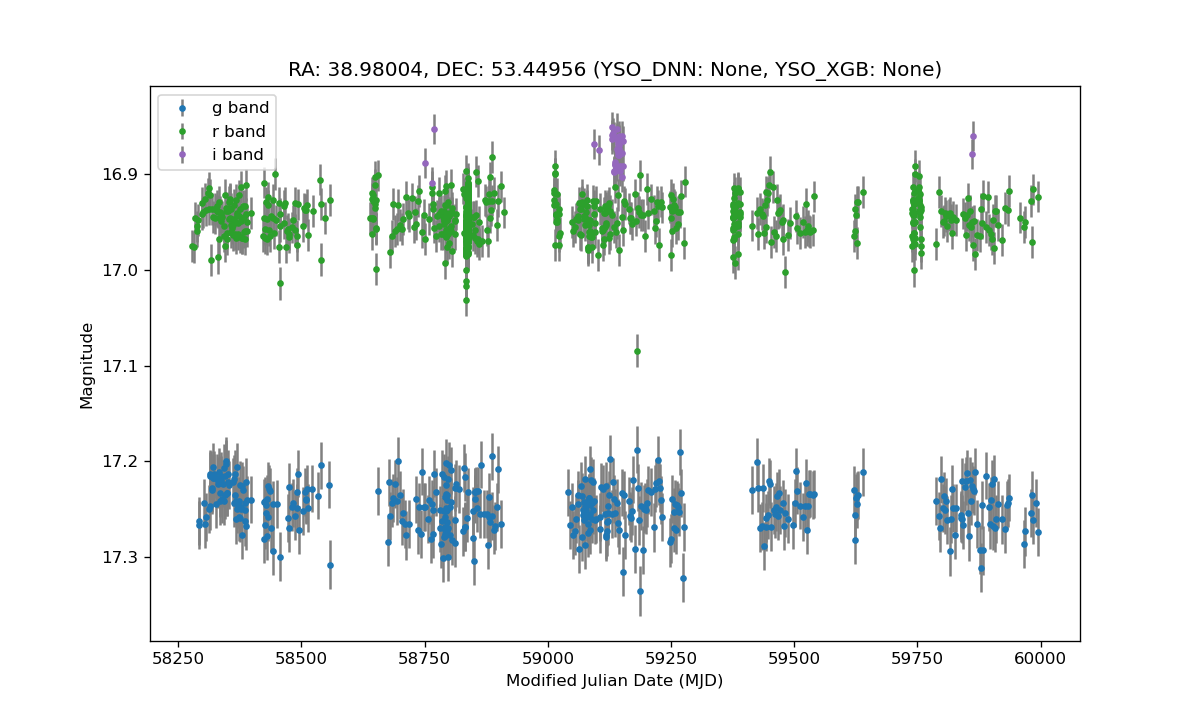 RA: 38.98004, DEC: 53.44956 (YSO_DNN: None, YSO_XGB: None)
g band
r band
i band
16.9
17.0
17.1
17.2
17.3
Magnitude
58250 58500 58750 59000 59250 59500 59750 60000
Modified Julian Date (MJD)